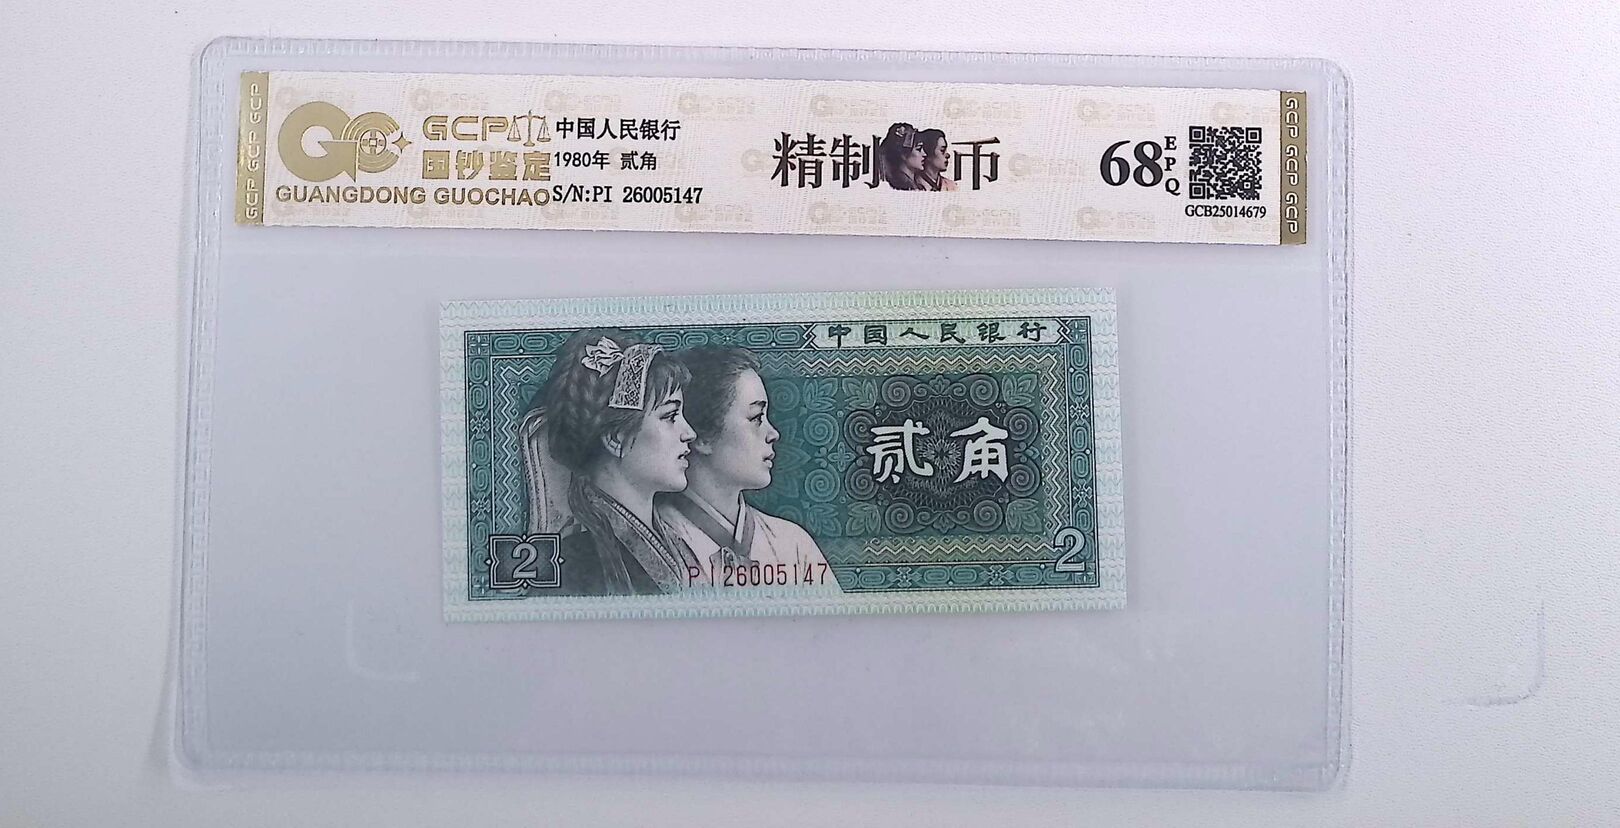 GCP GCP GCP
GCP
国钞鉴定
GUANGDONG GUOCHAO
中国人民银行
1980年 贰角
S/N:PI 26005147
精制币
68
EPQ
GCB25014679
GCP GCP GCP
中国人民银行
贰角
2
2
PI26005147